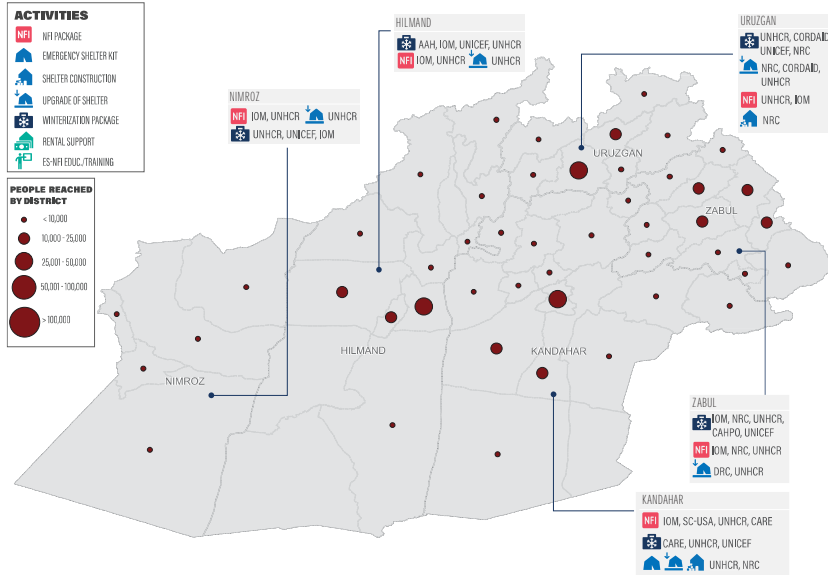 ACTIVITIES
NFI NFI PACKAGE
EMERGENCY SHELTER KIT
SHELTER CONSTRUCTION
UPGRADE OF SHELTER
WINTERIZATION PACKAGE
RENTAL SUPPORT
ES-NFI EDUC./TRAINING
PEOPLE REACHED
BY DISTRICT
< 10,000
10,000 - 25,000
25,001 - 50,000
50,001 - 100,000
> 100,000
NIMROZ
NFI IOM, UNHCR UNHCR
UNHCR, UNICEF, IOM
HILMAND
AAH, IOM, UNICEF, UNHCR
NFI IOM, UNHCR UNHCR
URUZGAN
UNHCR, CORDAID,
UNICEF, NRC
NRC, CORDAID,
UNHCR
NFI UNHCR, IOM
NRC
URUZGAN
ZABUL
HILMAND
KANDAHAR
NIMROZ
ZABUL
IOM, NRC, UNHCR,
CAHPO, UNICEF
NFI IOM, NRC, UNHCR
DRC, UNHCR
KANDAHAR
NFI IOM, SC-USA, UNHCR, CARE
CARE, UNHCR, UNICEF
UNHCR, NRC